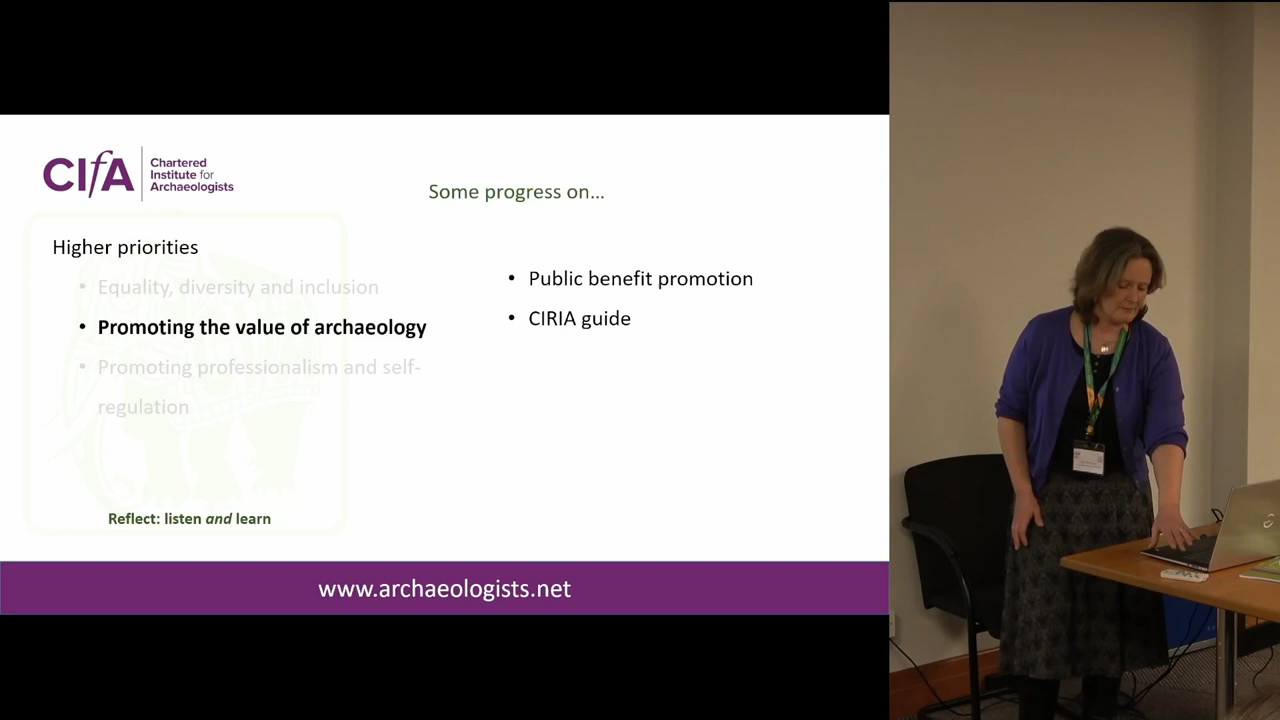 CIfA
Chartered
Institute for
Archaeologists
Some progress on...
Higher priorities
• Equality, diversity and inclusion
• Promoting the value of archaeology
• Promoting professionalism and self-
regulation
• Public benefit promotion
• CIRIA guide
Reflect: listen and learn
www.archaeologists.net